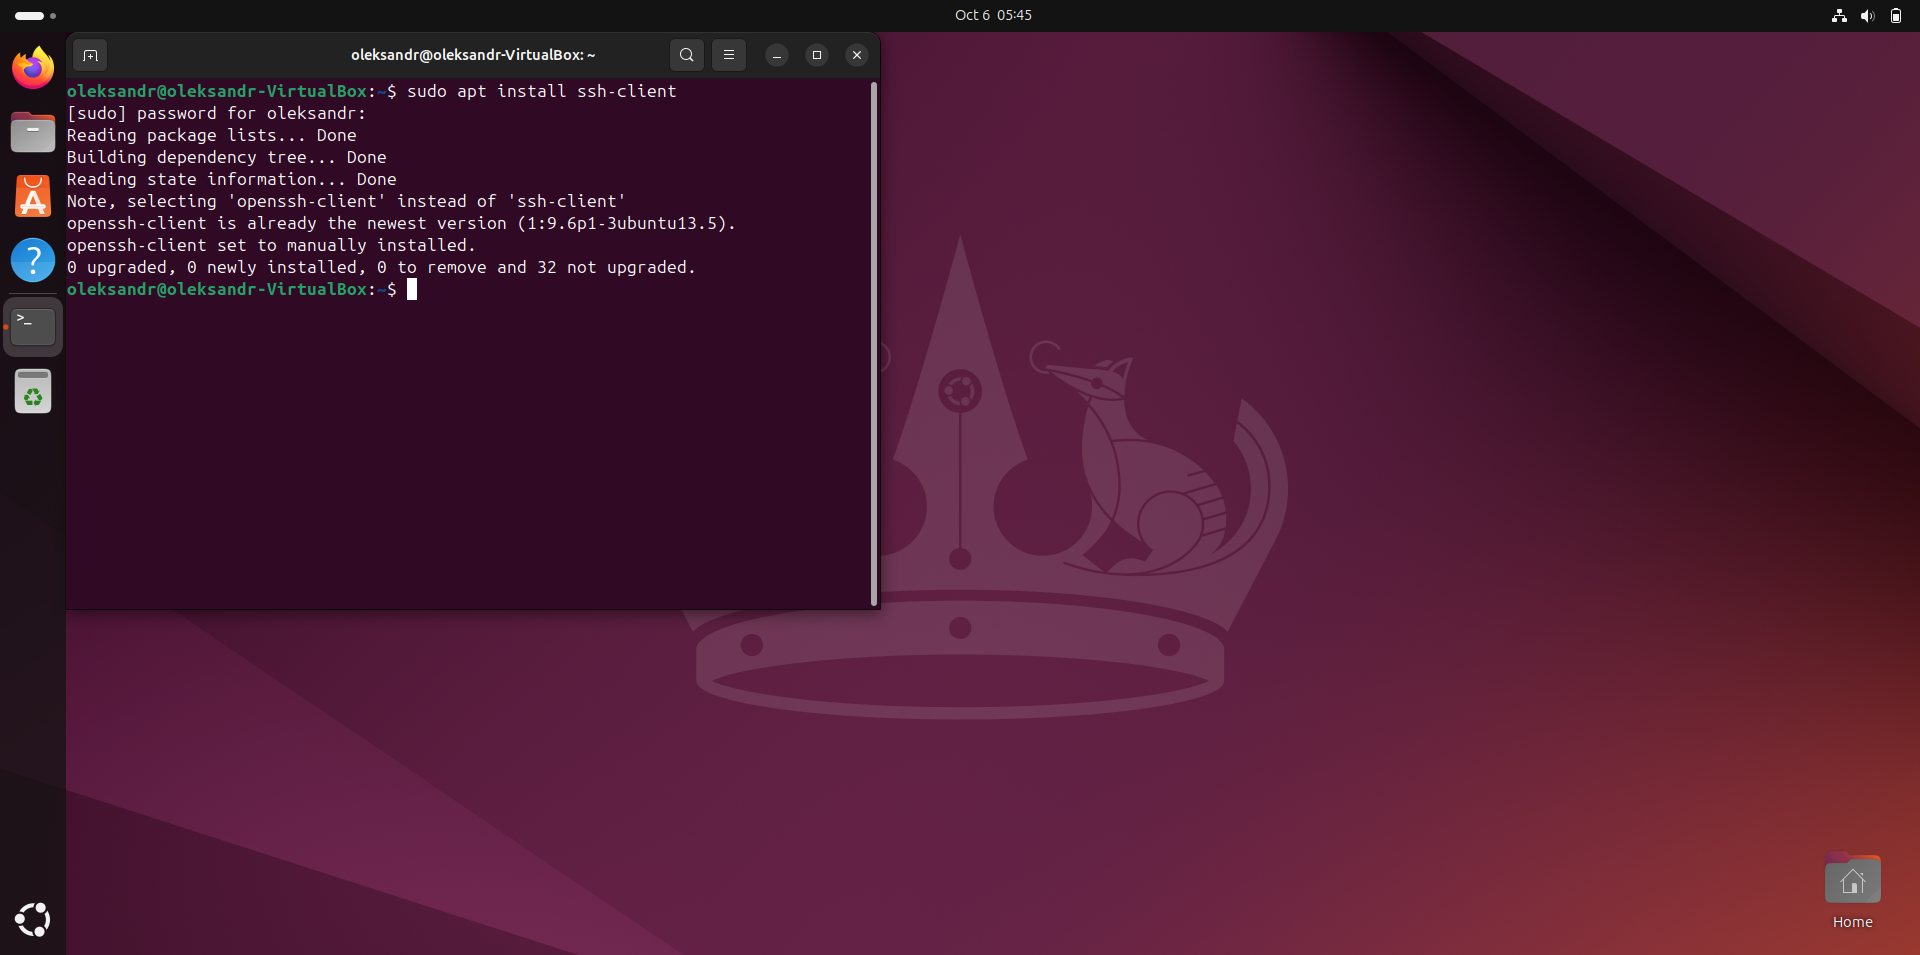 Oct 6 05:45
oleksandr@oleksandr-VirtualBox: ~
oleksandr@oleksandr-VirtualBox:~$ sudo apt install ssh-client
[sudo] password for oleksandr:
Reading package lists... Done
Building dependency tree... Done
Reading state information... Done
Note, selecting 'openssh-client' instead of 'ssh-client'
openssh-client is already the newest version (1:9.6p1-3ubuntu13.5).
openssh-client set to manually installed.
0 upgraded, 0 newly installed, 0 to remove and 32 not upgraded.
oleksandr@oleksandr-VirtualBox:~$
Home